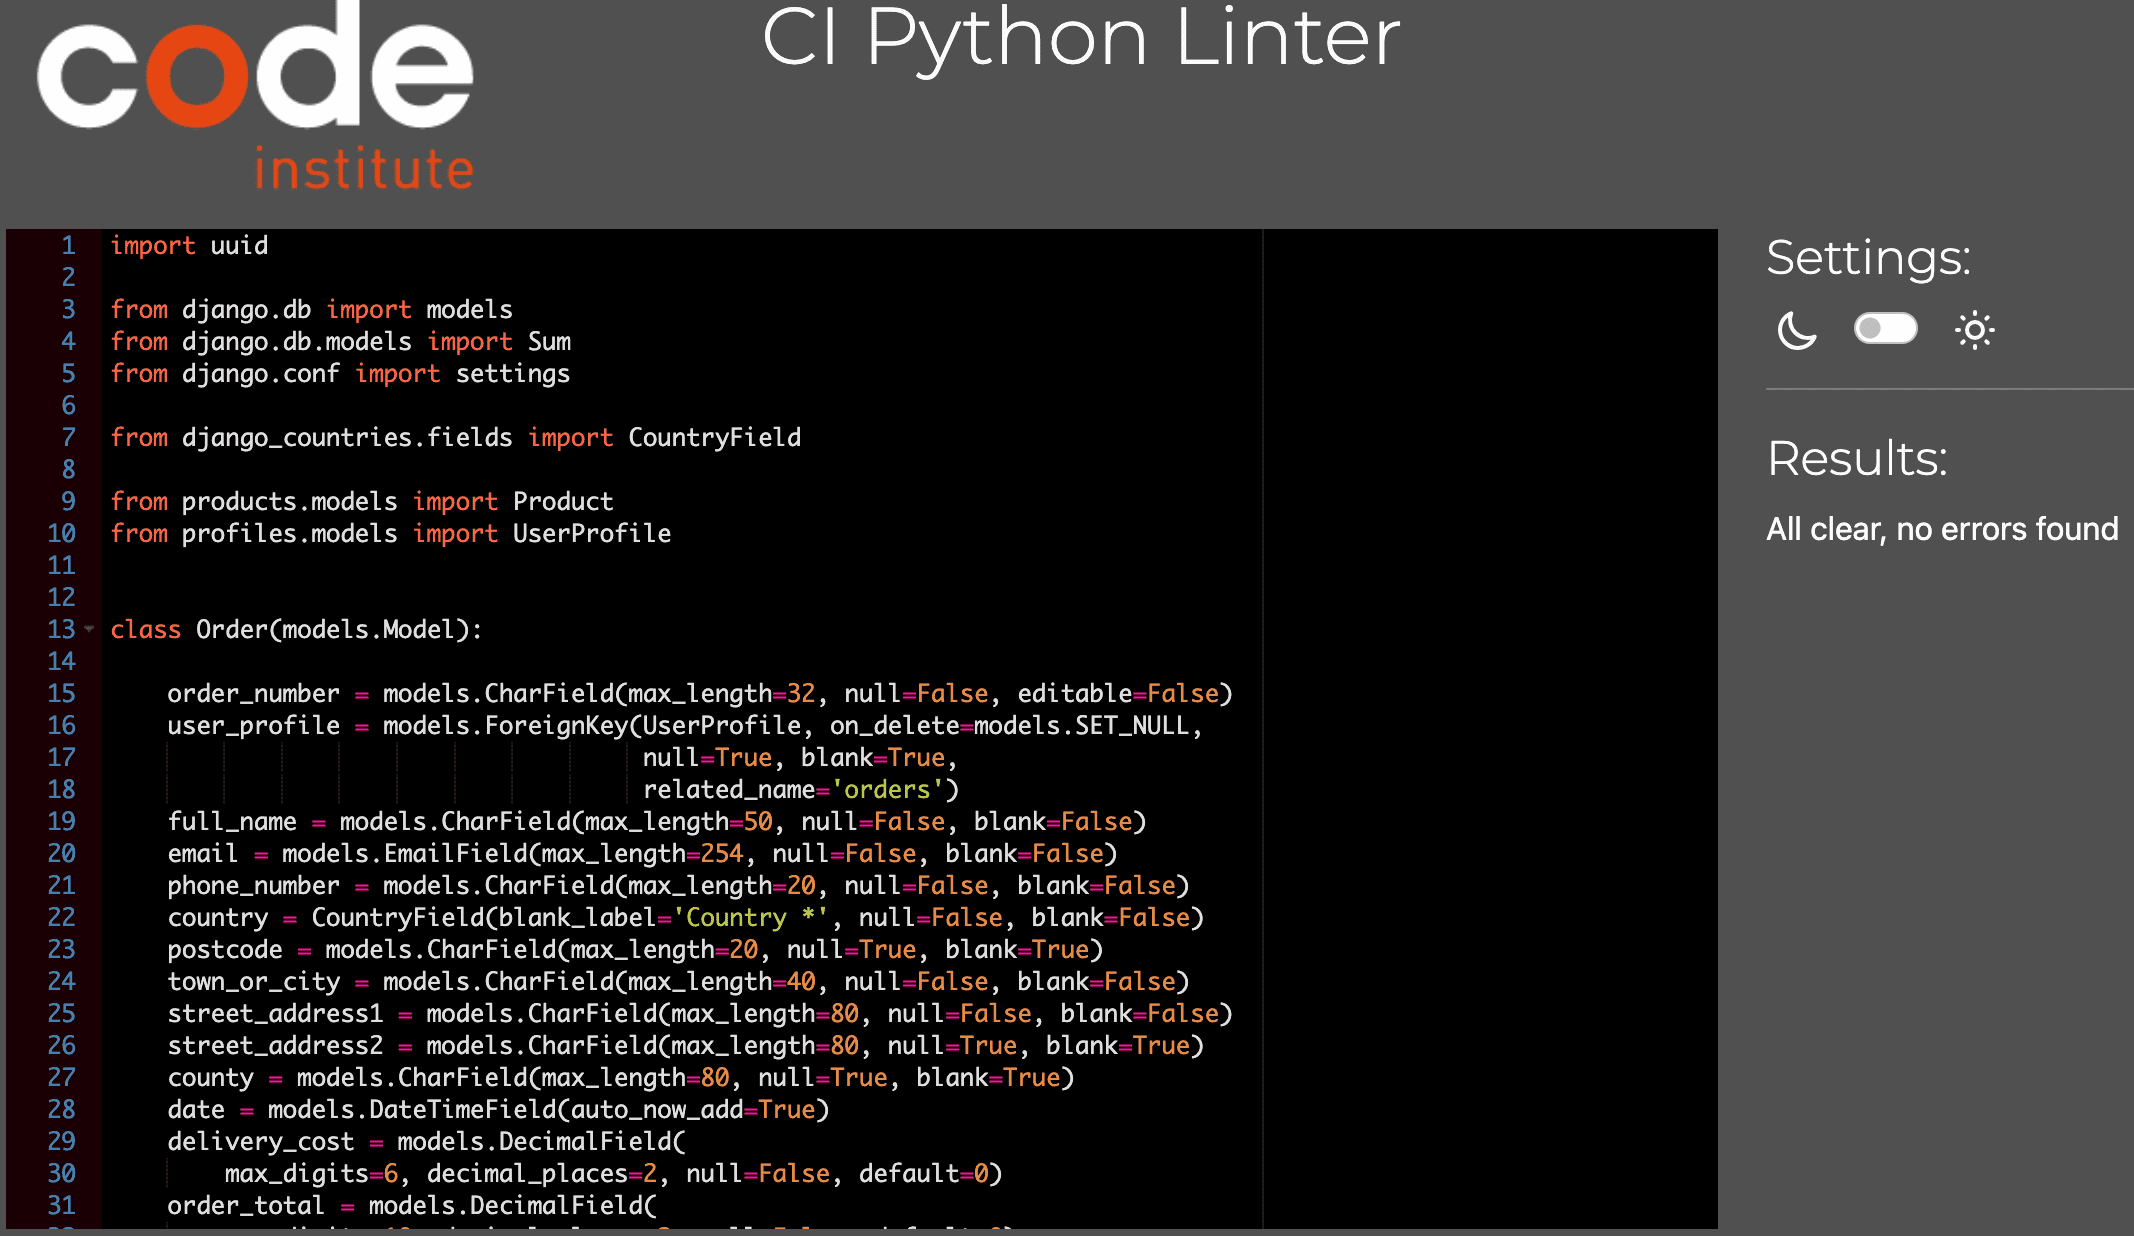 code
institute
CI Python Linter
1 import uuid
2
3 from django.db import models
4 from django.db.models import Sum
5 from django.conf import settings
6
7 from django_countries.fields import CountryField
8
9 from products.models import Product
10 from profiles.models import UserProfile
11
12
13 class Order(models.Model):
14
15     order_number = models.CharField(max_length=32, null=False, editable=False)
16     user_profile = models.ForeignKey(UserProfile, on_delete=models.SET_NULL,
17                                      null=True, blank=True,
18                                      related_name='orders')
19     full_name = models.CharField(max_length=50, null=False, blank=False)
20     email = models.EmailField(max_length=254, null=False, blank=False)
21     phone_number = models.CharField(max_length=20, null=False, blank=False)
22     country = CountryField(blank_label='Country *', null=False, blank=False)
23     postcode = models.CharField(max_length=20, null=True, blank=True)
24     town_or_city = models.CharField(max_length=40, null=False, blank=False)
25     street_address1 = models.CharField(max_length=80, null=False, blank=False)
26     street_address2 = models.CharField(max_length=80, null=True, blank=True)
27     county = models.CharField(max_length=80, null=True, blank=True)
28     date = models.DateTimeField(auto_now_add=True)
29     delivery_cost = models.DecimalField(
30         max_digits=6, decimal_places=2, null=False, default=0)
31     order_total = models.DecimalField(
Settings:
Results:
All clear, no errors found